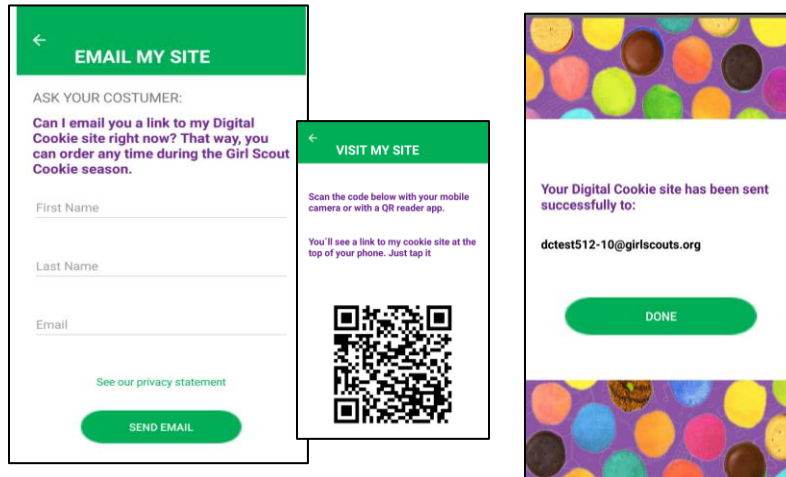 EMAIL MY SITE
ASK YOUR COSTUMER:
Can I email you a link to my Digital
Cookie site right now? That way, you
can order any time during the Girl Scout
Cookie season.
First Name
Last Name
Email
See our privacy statement
SEND EMAIL
VISIT MY SITE
Scan the code below with your mobile
camera or with a QR reader app.
You´ll see a link to my cookie site at the
top of your phone. Just tap it
Your Digital Cookie site has been sent
successfully to:
dctest512-10@girlscouts.org
DONE